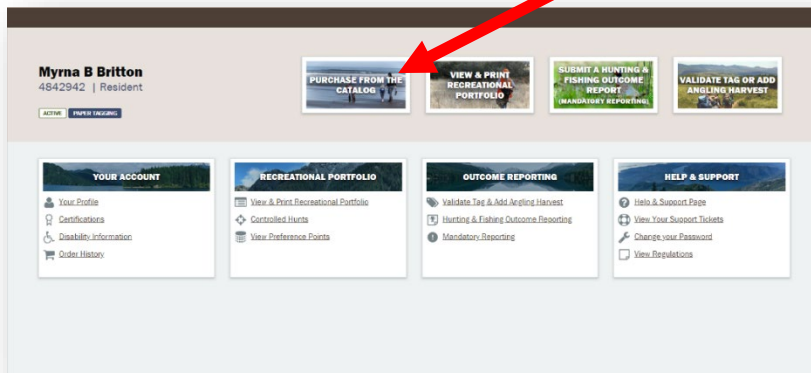 Myrna B Britton
4842942 | Resident
ACTIVE PAPER TAGGING
PURCHASE FROM THE
CATALOG
VIEW & PRINT
RECREATIONAL
PORTFOLIO
SUBMIT A HUNTING &
FISHING OUTCOME
REPORT
(MANDATORY REPORTING)
VALIDATE TAG OR ADD
ANGLING HARVEST
YOUR ACCOUNT
Your Profile
Certifications
Disability Information
Order History
RECREATIONAL PORTFOLIO
View & Print Recreational Portfolio
Controlled Hunts
View Preference Points
OUTCOME REPORTING
Validate Tag & Add Angling Harvest
Hunting & Fishing Outcome Reporting
Mandatory Reporting
HELP & SUPPORT
Help & Support Page
View Your Support Tickets
Change your Password
View Regulations